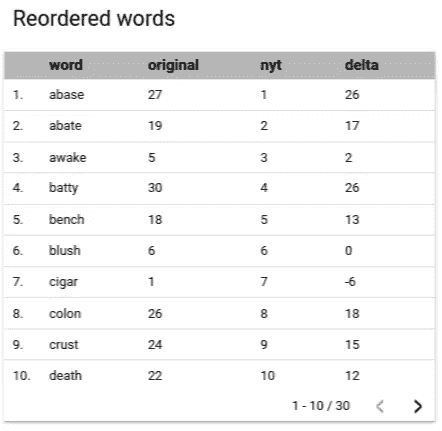 Reordered words
word original nyt delta
1. abase 27 1 26
2. abate 19 2 17
3. awake 5 3 2
4. batty 30 4 26
5. bench 18 5 13
6. blush 6 6 0
7. cigar 1 7 -6
8. colon 26 8 18
9. crust 24 9 15
10. death 22 10 12
1 - 10 / 30 < >